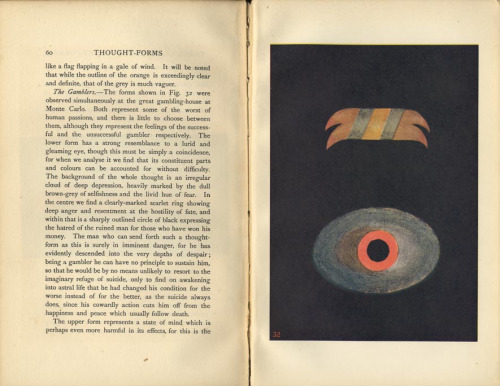 60 THOUGHT-FORMS
like a flag flapping in a gale of wind. It will be noted
that while the outline of the orange is exceedingly clear
and definite, that of the grey is much vaguer.
The Gamblers.—The forms shown in Fig. 32 were
observed simultaneously at the great gambling-house at
Monte Carlo. Both represent some of the worst of
human passions, and there is little to choose between
them, although they represent the feelings of the success-
ful and the unsuccessful gambler respectively. The
lower form has a strong resemblance to a lurid and
gleaming eye, though this must be simply a coincidence,
for when we analyse it we find that its constituent parts
and colours can be accounted for without difficulty.
The background of the whole thought is an irregular
cloud of deep depression, heavily marked by the dull
brown-grey of selfishness and the livid hue of fear. In
the centre we find a clearly-marked scarlet ring showing
deep anger and resentment at the hostility of fate, and
within that is a sharply outlined circle of black expressing
the hatred of the ruined man for those who have won his
money. The man who can send forth such a thought-
form as this is surely in imminent danger, for he has
evidently descended into the very depths of despair;
being a gambler he can have no principle to sustain him,
so that he would be by no means unlikely to resort to the
imaginary refuge of suicide, only to find on awakening
into astral life that he had changed his condition for the
worse instead of for the better, as the suicide always
does, since his cowardly action cuts him off from the
happiness and peace which usually follow death.
The upper form represents a state of mind which is
perhaps even more harmful in its effects, for this is the
32